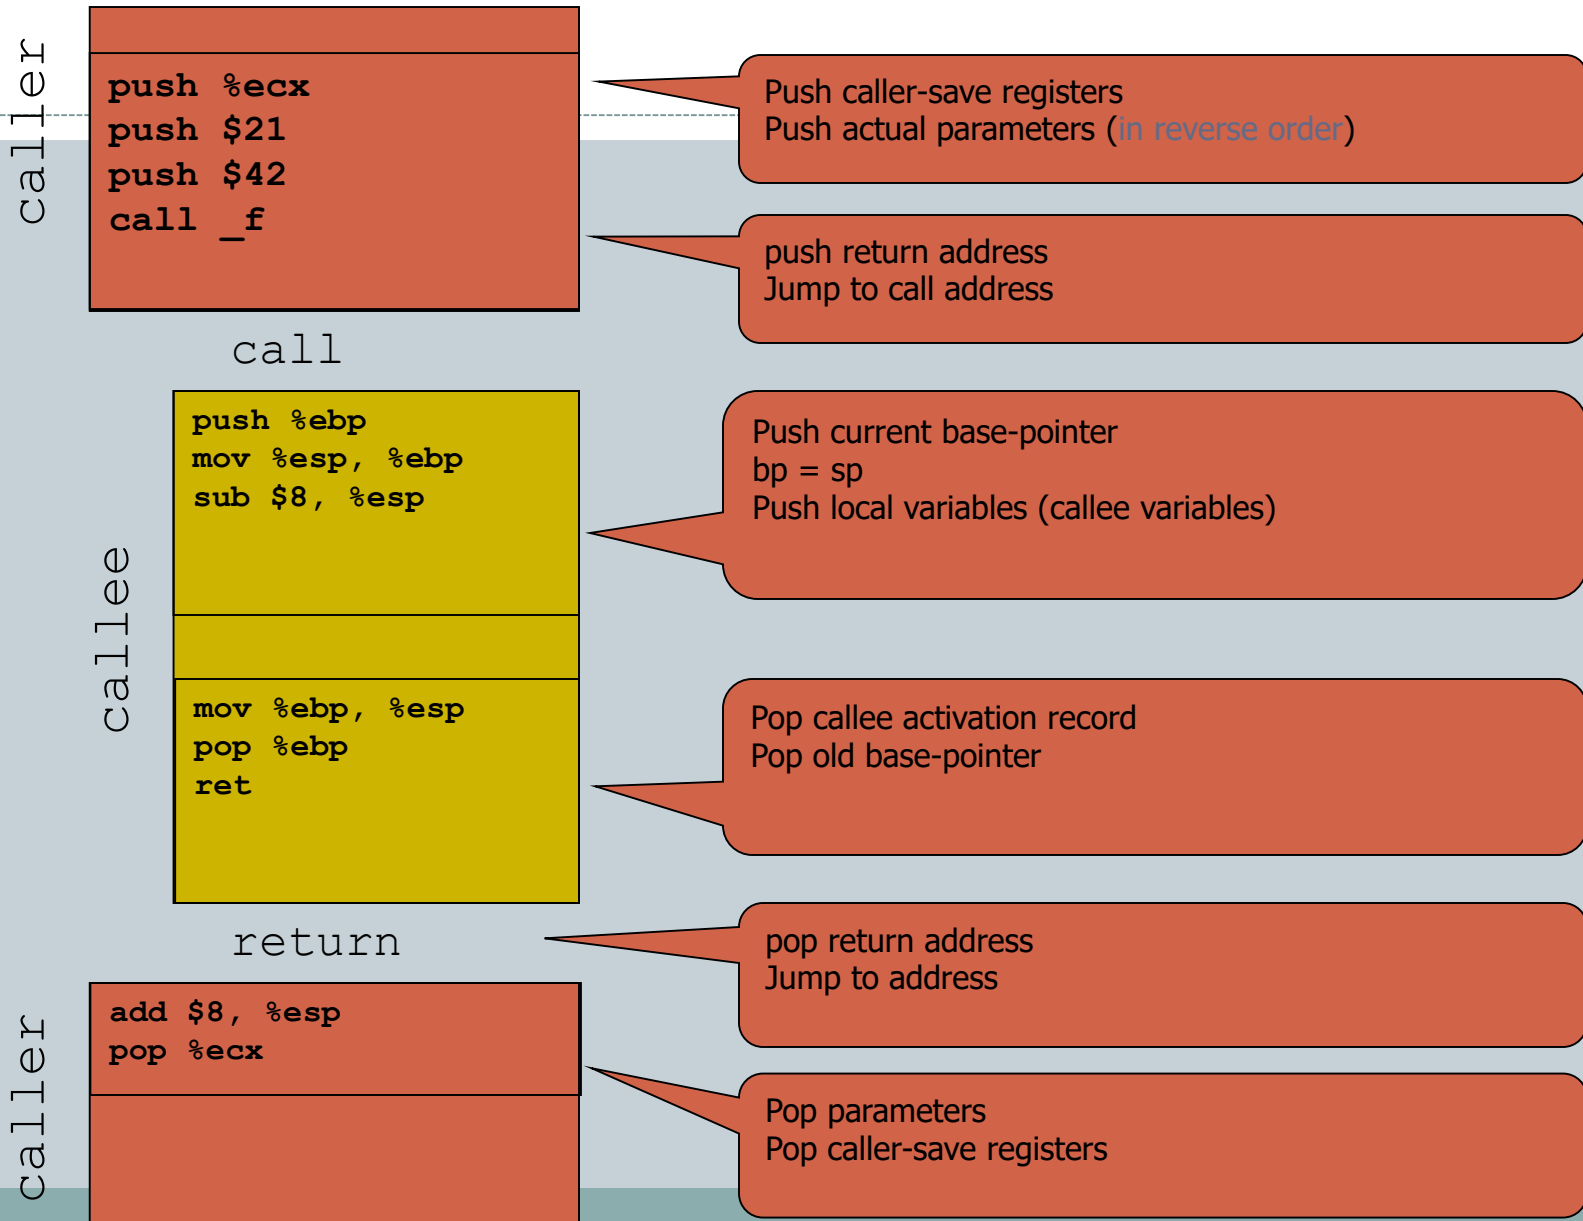 caller
push %ecx
push $21
push $42
call _f
Push caller-save registers
Push actual parameters (in reverse order)
push return address
Jump to call address
call
callee
push %ebp
mov %esp, %ebp
sub $8, %esp
Push current base-pointer
bp = sp
Push local variables (callee variables)
mov %ebp, %esp
pop %ebp
ret
Pop callee activation record
Pop old base-pointer
return
pop return address
Jump to address
caller
add $8, %esp
pop %ecx
Pop parameters
Pop caller-save registers